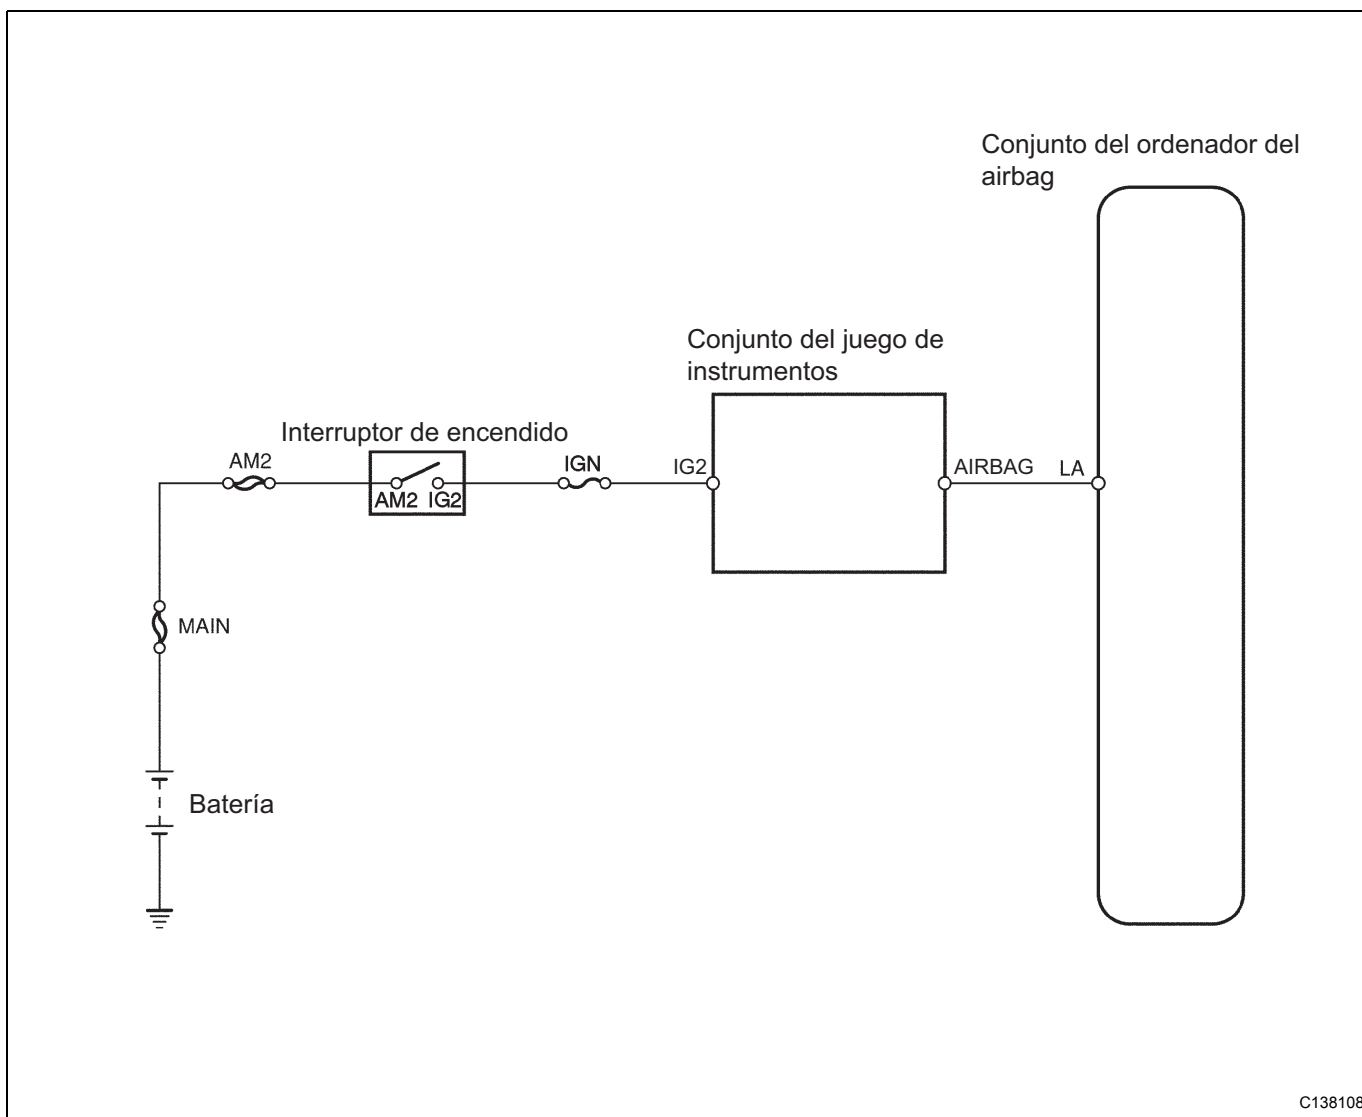 Conjunto del ordenador del
airbag
Conjunto del juego de
instrumentos
Interruptor de encendido
AM2
IGN
IG2
AIRBAG
LA
AM2
IG2
MAIN
Batería
C138108